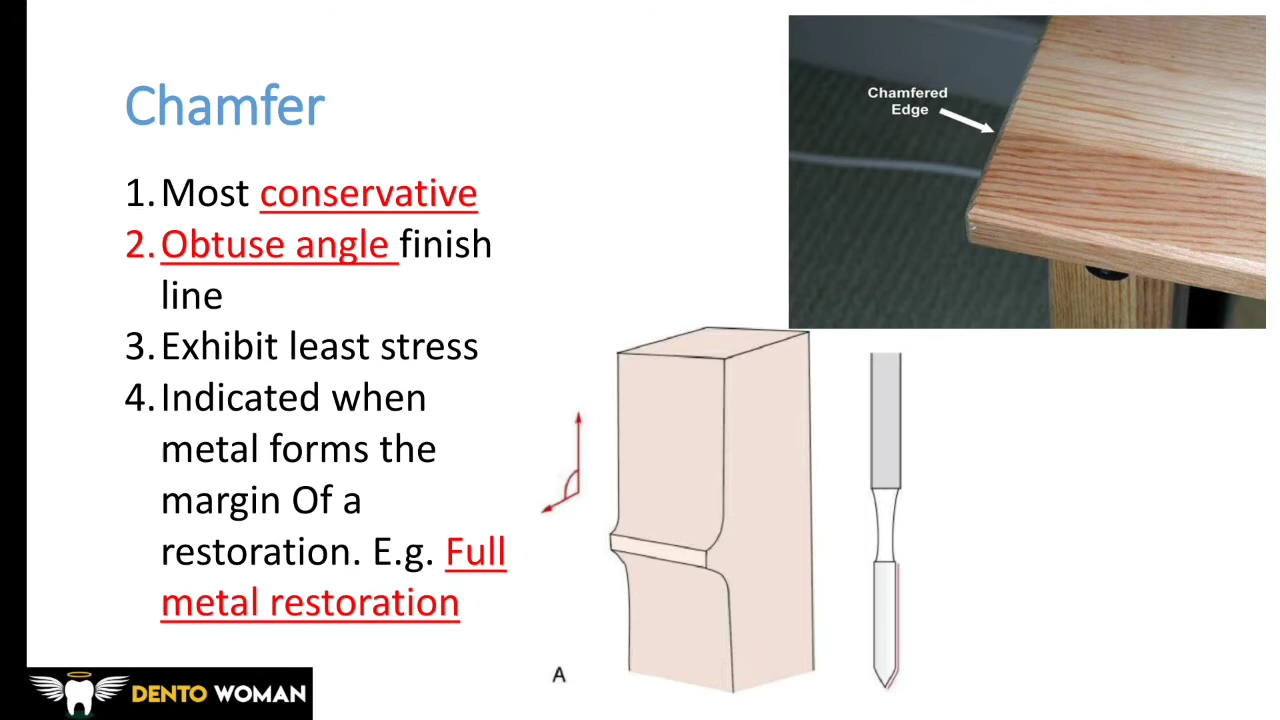 Chamfer
1. Most conservative
2. Obtuse angle finish
line
3. Exhibit least stress
4. Indicated when
metal forms the
margin Of a
restoration. E.g. Full
metal restoration
Chamfered
Edge
A
DENTO WOMAN